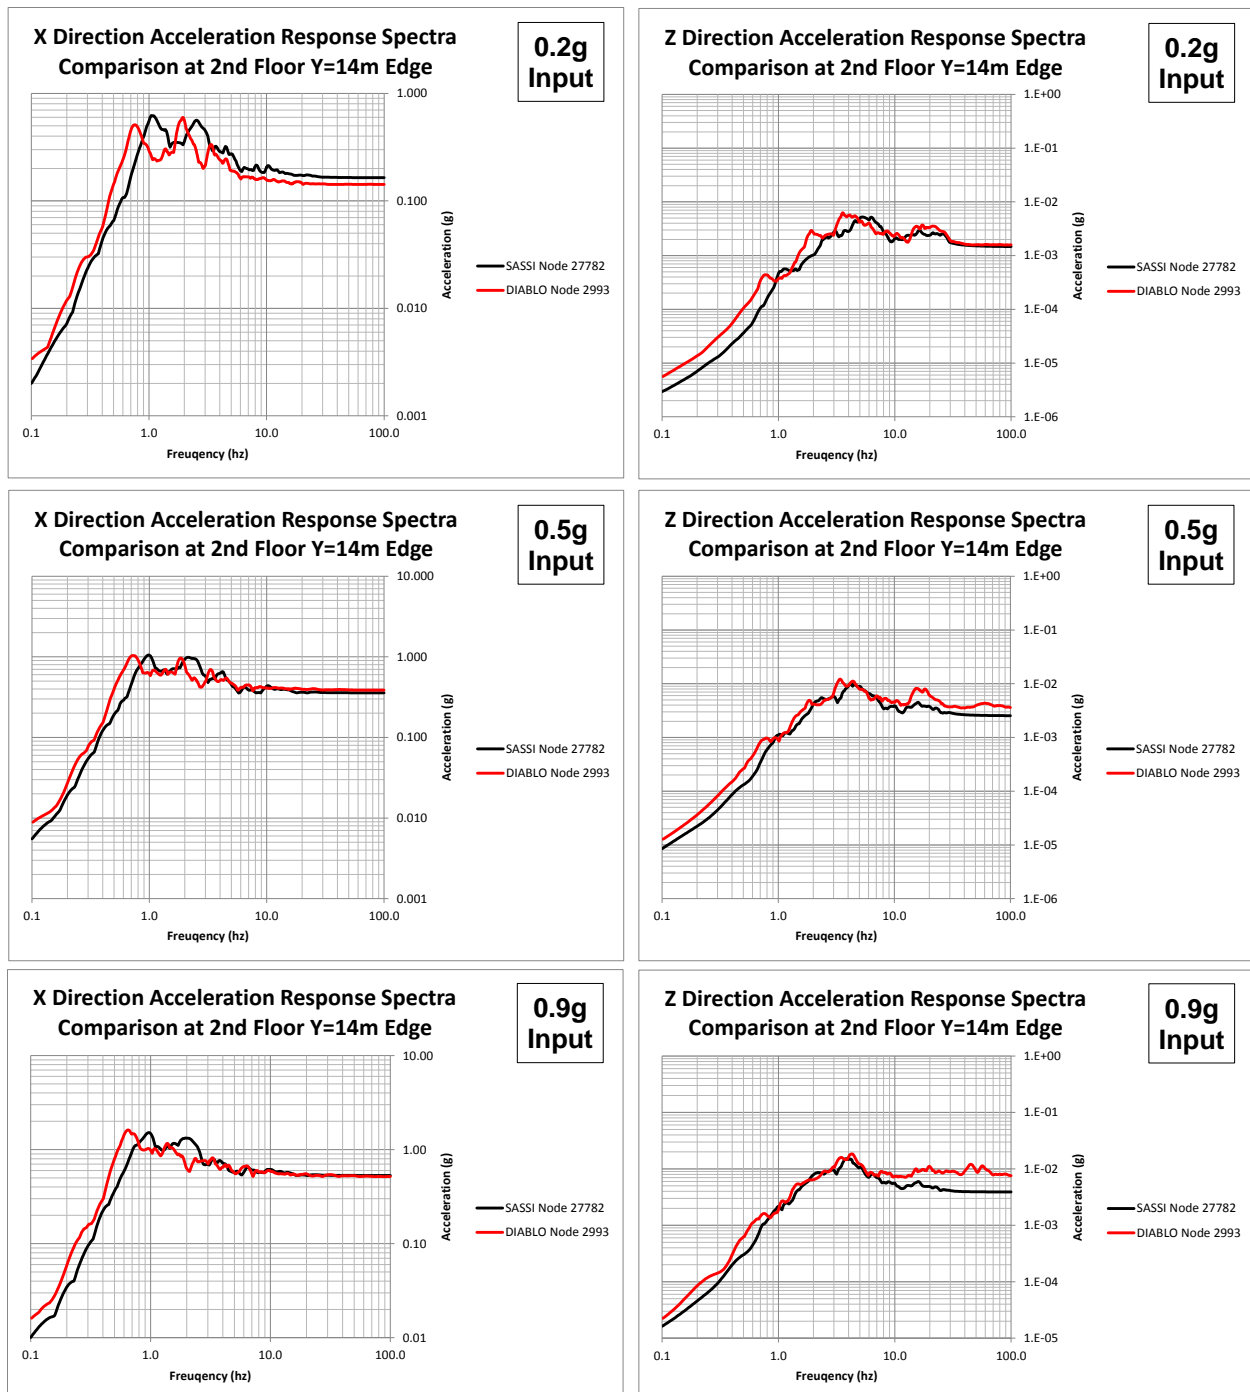 X Direction Acceleration Response Spectra
Comparison at 2nd Floor Y=14m Edge
0.2g
Input
1.000
0.100
0.010
0.001
Acceleration (g)
0.1 1.0 10.0 100.0
Freuqency (hz)
SASSI Node 27782
DIABLO Node 2993
Z Direction Acceleration Response Spectra
Comparison at 2nd Floor Y=14m Edge
0.2g
Input
1.E+00
1.E-01
1.E-02
1.E-03
1.E-04
1.E-05
1.E-06
Acceleration (g)
0.1 1.0 10.0 100.0
Freuqency (hz)
SASSI Node 27782
DIABLO Node 2993
X Direction Acceleration Response Spectra
Comparison at 2nd Floor Y=14m Edge
0.5g
Input
10.000
1.000
0.100
0.010
0.001
Acceleration (g)
0.1 1.0 10.0 100.0
Freuqency (hz)
SASSI Node 27782
DIABLO Node 2993
Z Direction Acceleration Response Spectra
Comparison at 2nd Floor Y=14m Edge
0.5g
Input
1.E+00
1.E-01
1.E-02
1.E-03
1.E-04
1.E-05
1.E-06
Acceleration (g)
0.1 1.0 10.0 100.0
Freuqency (hz)
SASSI Node 27782
DIABLO Node 2993
X Direction Acceleration Response Spectra
Comparison at 2nd Floor Y=14m Edge
0.9g
Input
10.00
1.00
0.10
0.01
Acceleration (g)
0.1 1.0 10.0 100.0
Freuqency (hz)
SASSI Node 27782
DIABLO Node 2993
Z Direction Acceleration Response Spectra
Comparison at 2nd Floor Y=14m Edge
0.9g
Input
1.E+00
1.E-01
1.E-02
1.E-03
1.E-04
1.E-05
Acceleration (g)
0.1 1.0 10.0 100.0
Freuqency (hz)
SASSI Node 27782
DIABLO Node 2993